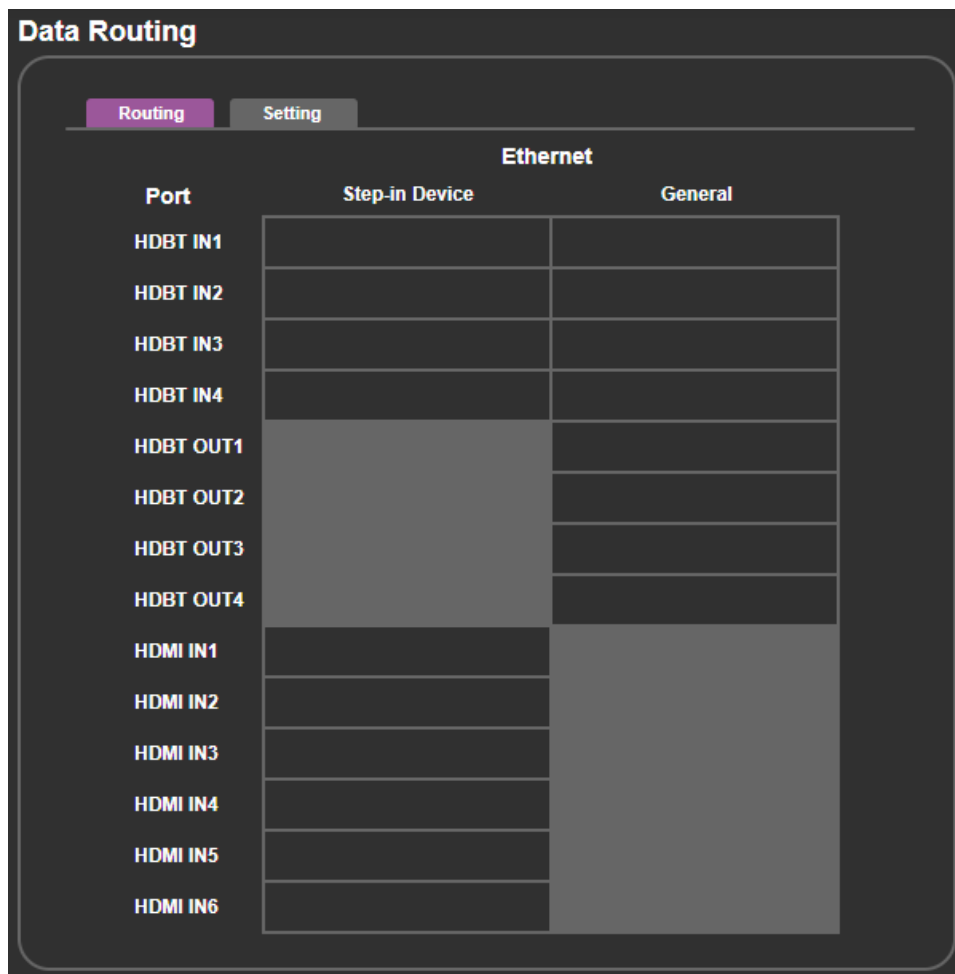 Data Routing
Routing Setting
Ethernet
Port Step-in Device General
HDBT IN1
HDBT IN2
HDBT IN3
HDBT IN4
HDBT OUT1
HDBT OUT2
HDBT OUT3
HDBT OUT4
HDMI IN1
HDMI IN2
HDMI IN3
HDMI IN4
HDMI IN5
HDMI IN6